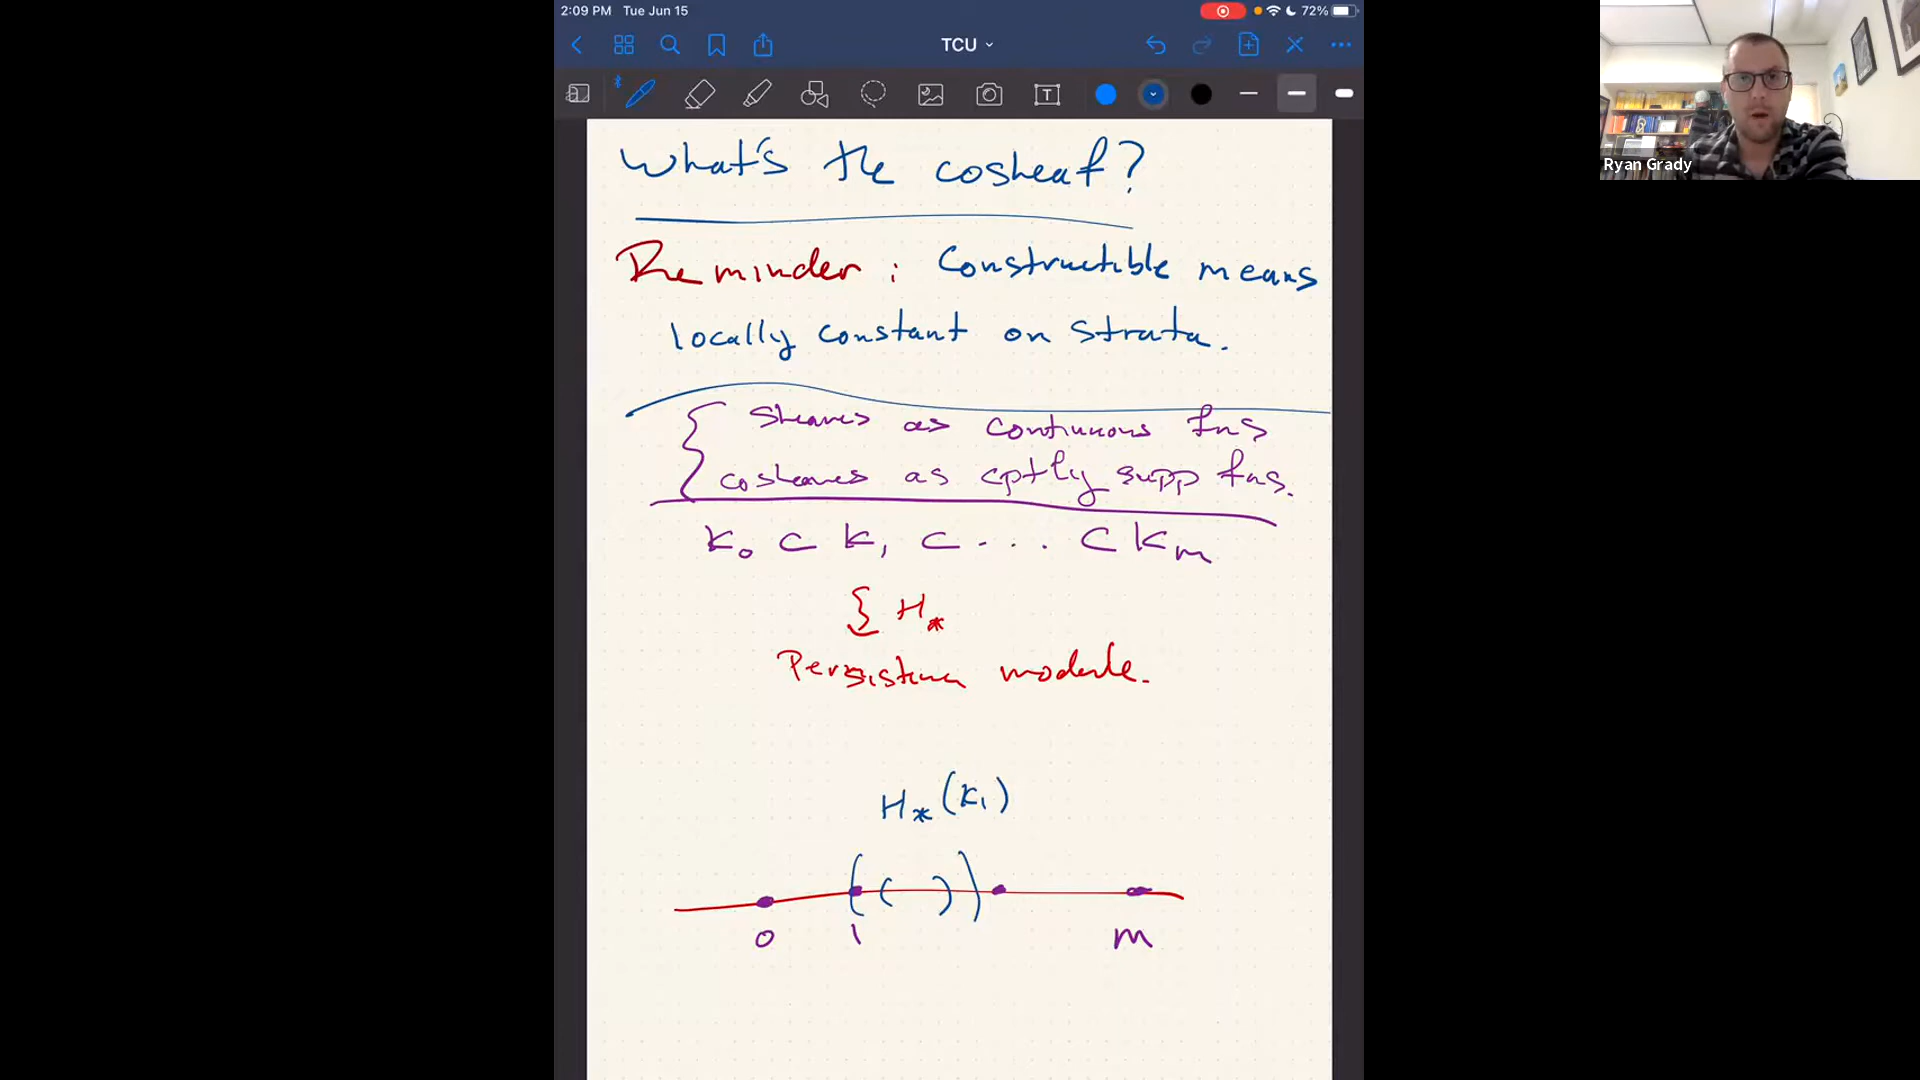 2:09 PM Tue Jun 15
72%
TCU
T
What's the cosheaf?
Reminder: Constructible means
locally constant on strata.
Sheaves as continuous fns
cosheaves as cptly supp fns.
K₀ ⊂ K₁ ⊂ ... ⊂ Kₘ
H*
Persistence module.
H*(K₁)
( ( ) )
0 1 m
Ryan Grady